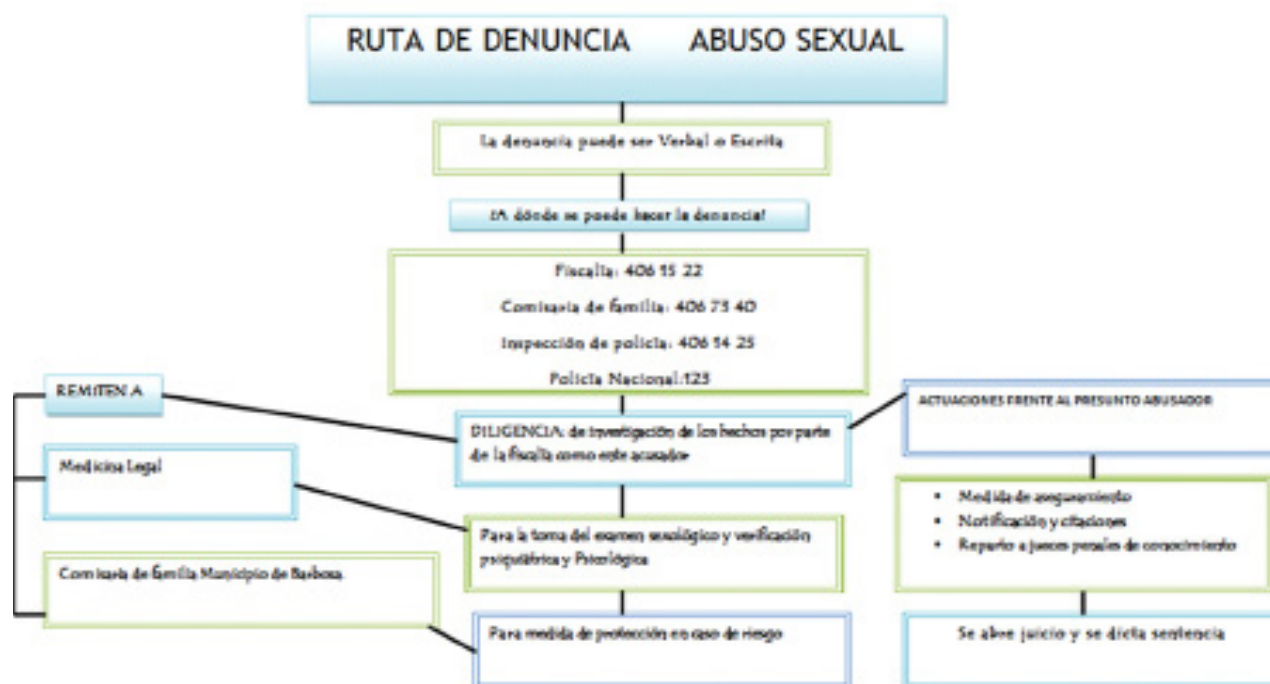 RUTA DE DENUNCIA ABUSO SEXUAL
La denuncia puede ser Verbal o Escrita
¿A dónde se puede hacer la denuncia?
Fiscalía: 406 15 22
Comisaría de familia: 406 73 40
Inspección de policía: 406 14 25
Policía Nacional:123
REMITEN A
DILIGENCIA: de investigación de los hechos por parte
de la fiscalía como ente acusador
ACTUACIONES FRENTE AL PRESUNTO ABUSADOR
Medicina Legal
Para la toma del examen sexológico y verificación
psiquiátrica y Psicológica
• Medida de aseguramiento
• Notificación y citaciones
• Reparto a jueces penales de conocimiento
Comisaría de familia Municipio de Barbosa
Para medida de protección en caso de riesgo
Se abre juicio y se dicta sentencia